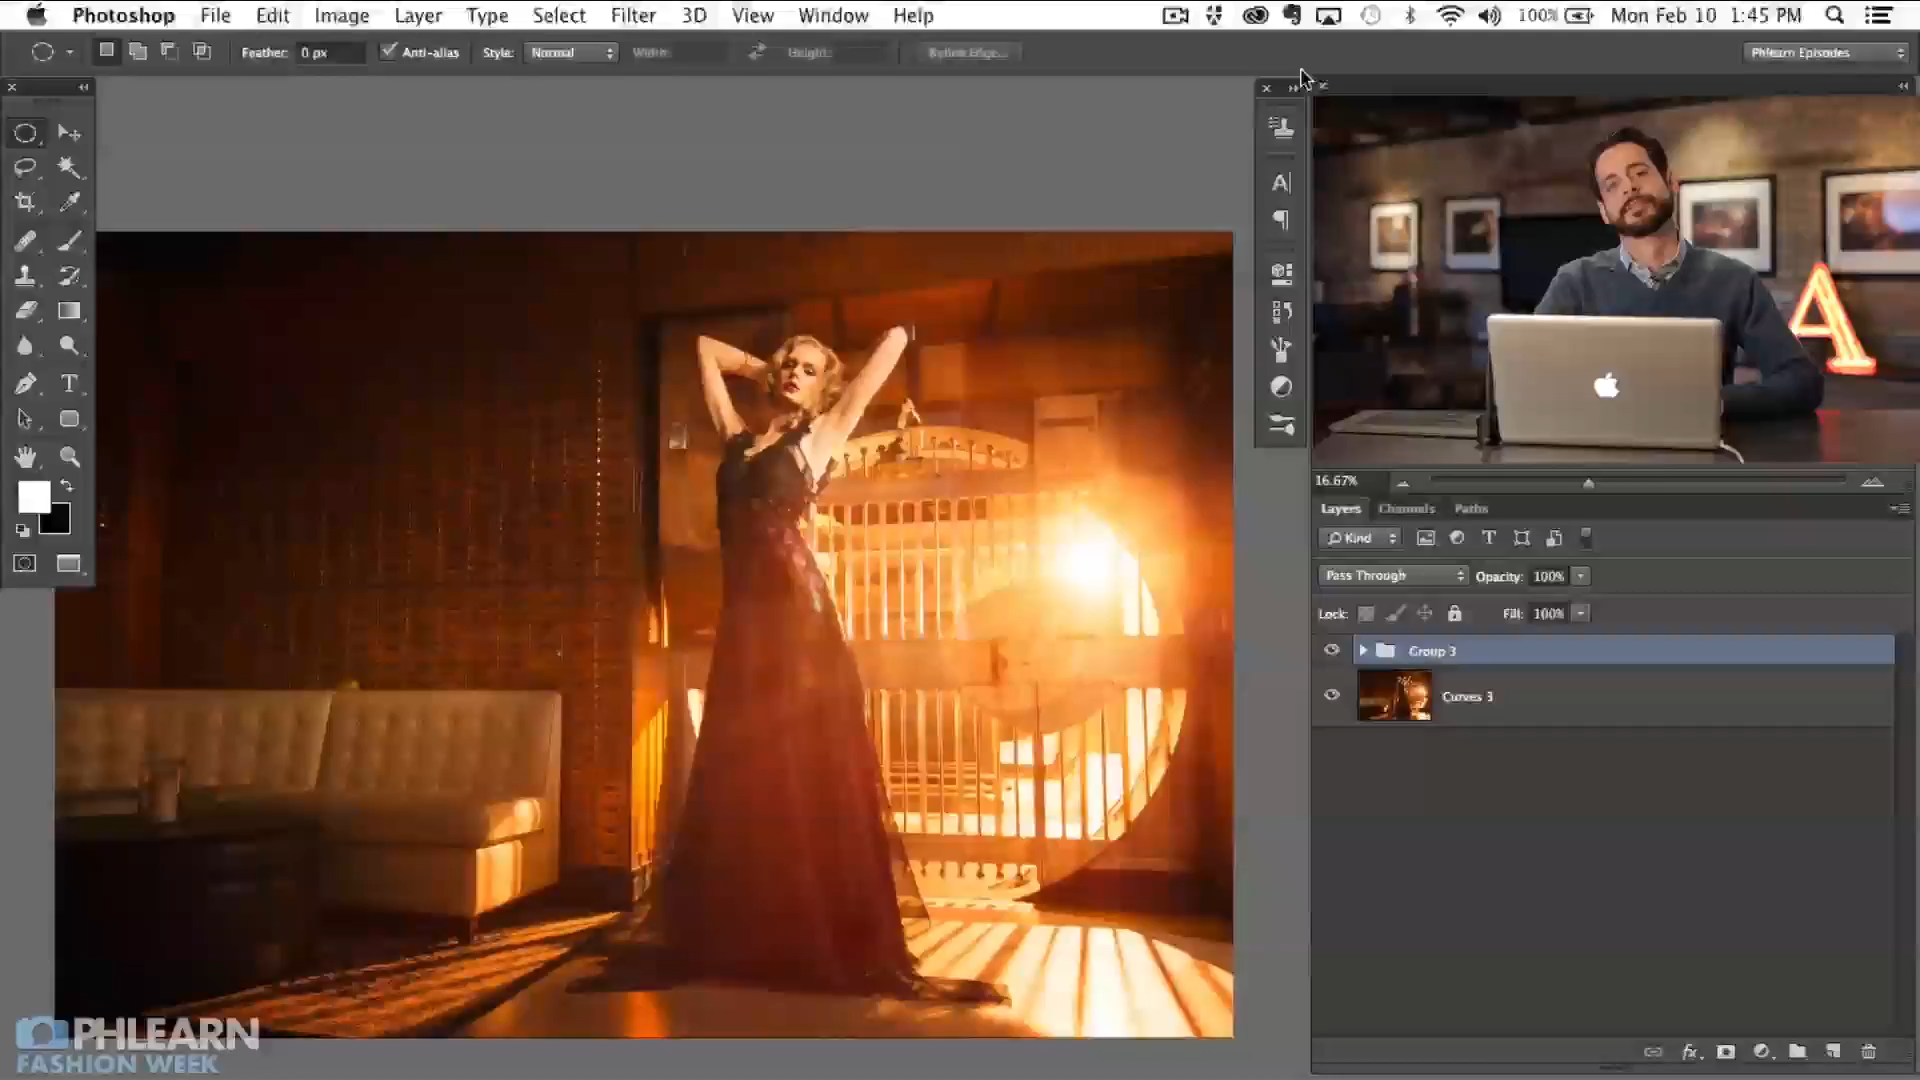 Photoshop File Edit Image Layer Type Select Filter 3D View Window Help 100% Mon Feb 10 1:45 PM
Feather: 0 px Anti-alias Style: Normal Width: Height: Refine Edge... Phlearn Episodes
A
16.67%
Layers Channels Paths
Kind
Pass Through Opacity: 100%
Lock: Fill: 100%
Group 3
Curves 3
PHLEARN
FASHION WEEK